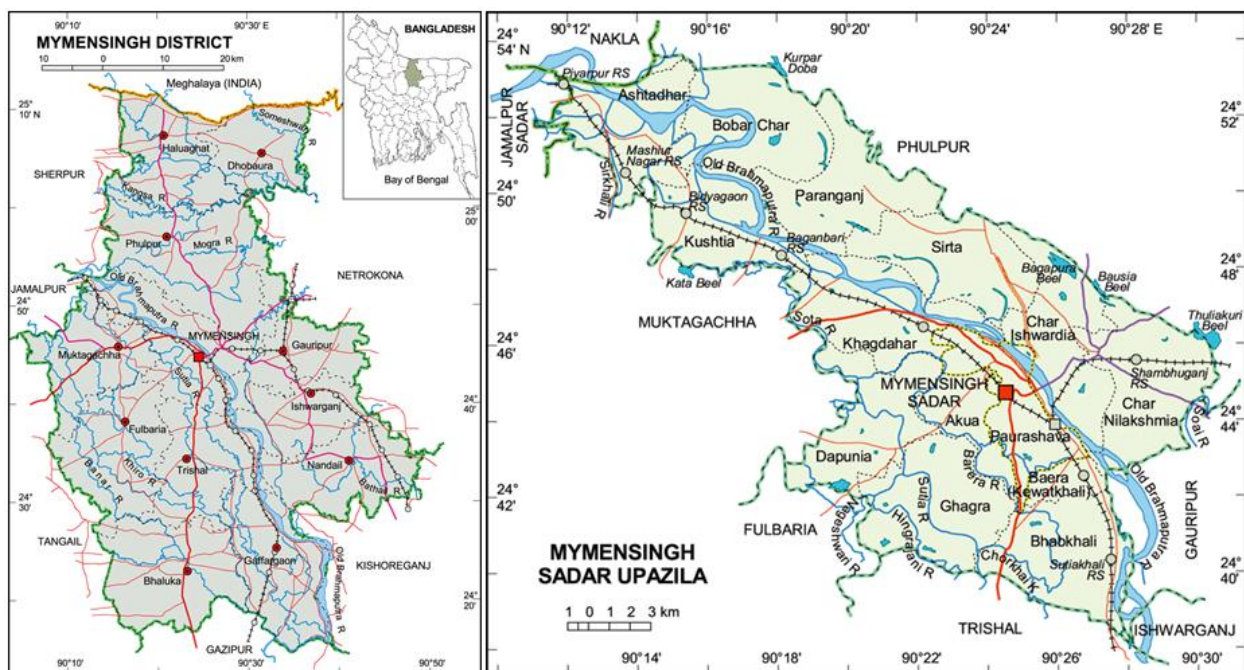 90°10'
90°30' E
MYMENSINGH DISTRICT
10 0 10 20 km
BANGLADESH
Bay of Bengal
Meghalaya (INDIA)
25°
10' N
Someshwari R
Haluaghat
Dhobaura
SHERPUR
Kangsa R
25°
00'
Phulpur
Mogra R
NETROKONA
JAMALPUR
24°
50'
Old Brahmaputra R
MYMENSINGH
Muktagachha
Gauripur
Sutia R
Ishwarganj
24°
40'
Fulbaria
Trishal
Nandail
Banar R
Khiro R
Bathail R
24°
30'
TANGAIL
Gaffargaon
KISHOREGANJ
Bhaluka
Old Brahmaputra R
24°
20'
GAZIPUR
90°10'
90°30'
90°50'
90°12'
90°16'
90°20'
90°24'
90°28' E
24°
54' N
NAKLA
Kurpar
Doba
Piyarpur RS
Ashtadhar
JAMALPUR
SADAR
Bobar Char
24°
52'
PHULPUR
Mashiur
Nagar RS
Old Brahmaputra R
Sirkhali R
24°
50'
Bidyagaon
RS
Paranganj
Kushtia
Baganbari
RS
Sirta
24°
48'
Kata Beel
Bagapura
Beel
Bausia
Beel
MUKTAGACHHA
Sota R
Char
Ishwardia
Thuliakuri
Beel
24°
46'
Khagdahar
Shambhuganj
RS
MYMENSINGH
SADAR
Char
Nilakshmia
Akua
Paurashava
Soai R
24°
44'
Dapunia
Barera R
Baera
(Kewatkhali)
Old Brahmaputra R
24°
42'
Sutia R
Ghagra
FULBARIA
Nageshwari R
Hingrajani R
Bhabkhali
GAURIPUR
MYMENSINGH
SADAR UPAZILA
Chorkhai K
Sutiakhali
RS
24°
40'
1 0 1 2 3 km
TRISHAL
ISHWARGANJ
90°14'
90°18'
90°22'
90°26'
90°30'